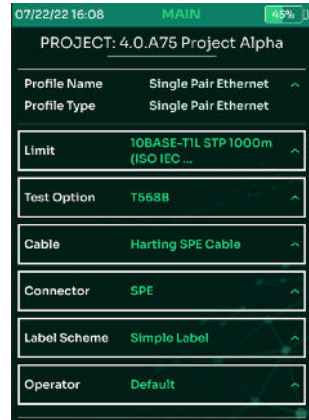 07/22/22 16:08 MAIN 45%
PROJECT: 4.0.A75 Project Alpha
Profile Name Single Pair Ethernet
Profile Type Single Pair Ethernet
Limit 10BASE-T1L STP 1000m
(ISO IEC ...
Test Option T568B
Cable Harting SPE Cable
Connector SPE
Label Scheme Simple Label
Operator Default